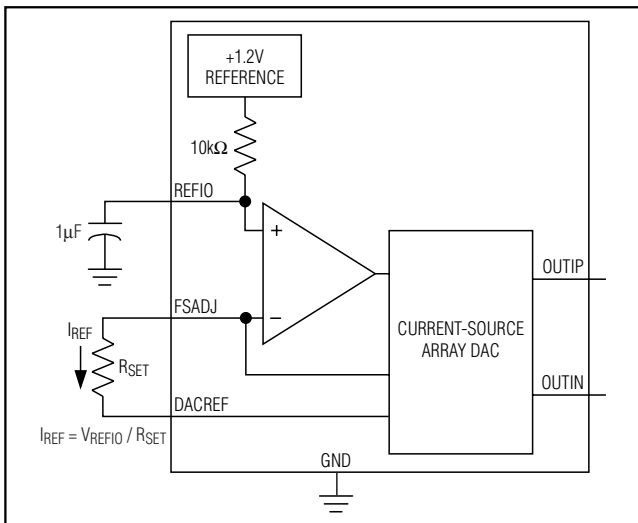 +1.2V
REFERENCE
10kΩ
REFIO
1µF
+
OUTIP
FSADJ
−
CURRENT-SOURCE
ARRAY DAC
IREF
RSET
OUTIN
DACREF
IREF = VREFIO / RSET
GND